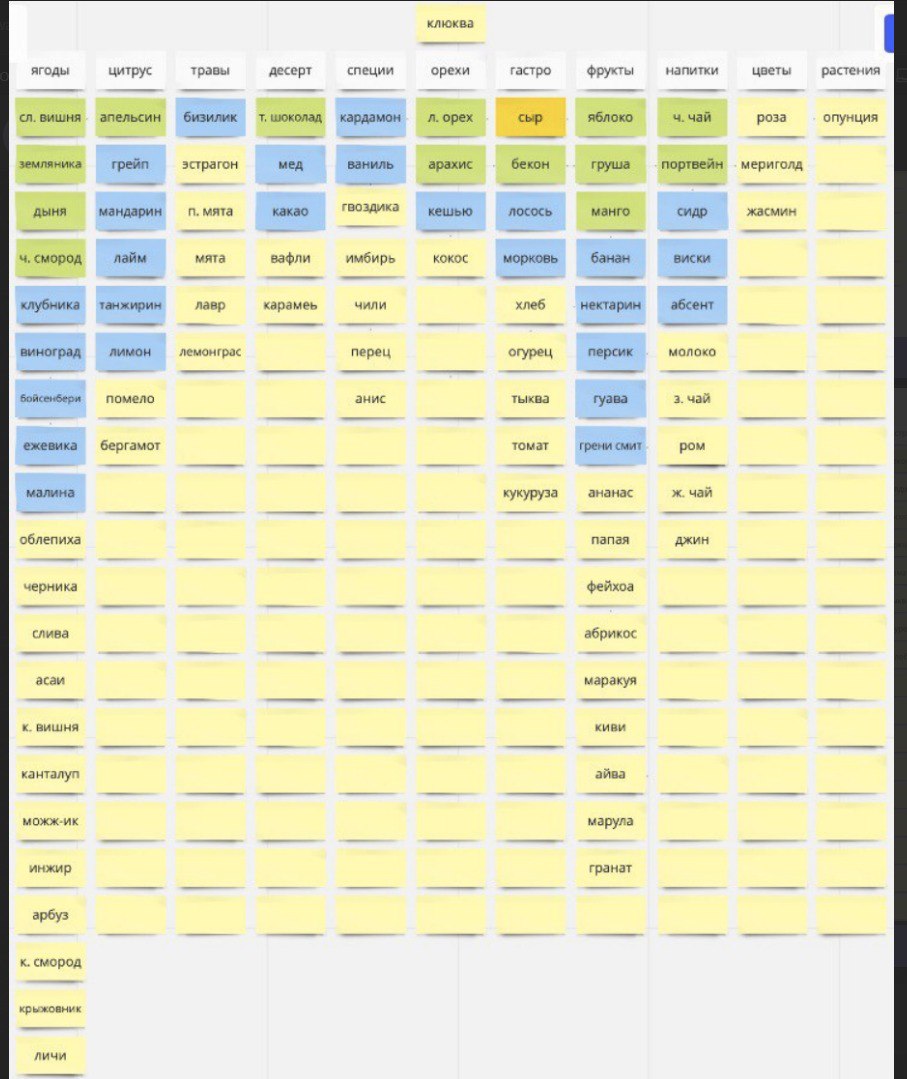 клюква
ягоды цитрус травы десерт специи орехи гастро фрукты напитки цветы растения
сл. вишня апельсин бизилик т. шоколад кардамон л. орех сыр яблоко ч. чай роза опунция
земляника грейп эстрагон мед ваниль арахис бекон груша портвейн мериголд
дыня мандарин п. мята какао гвоздика кешью лосось манго сидр жасмин
ч. смород лайм мята вафли имбирь кокос морковь банан виски
клубника танжирин лавр карамеь чили хлеб нектарин абсент
виноград лимон лемонграс перец огурец персик молоко
бойсенбери помело анис тыква гуава з. чай
ежевика бергамот томат грени смит ром
малина кукуруза ананас ж. чай
облепиха папая джин
черника фейхоа
слива абрикос
асаи маракуя
к. вишня киви
канталуп айва
можж-ик марула
инжир гранат
арбуз
к. смород
крыжовник
личи